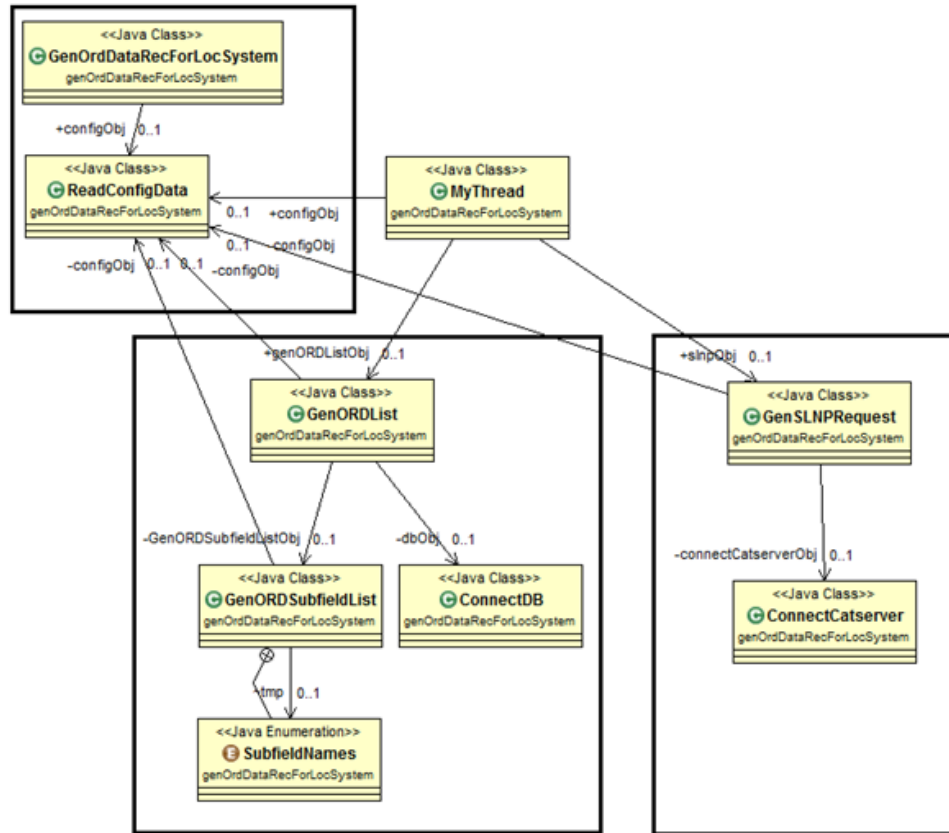 <<Java Class>>
GenOrdDataRecForLocSystem
genOrdDataRecForLocSystem
+configObj 0..1
<<Java Class>>
ReadConfigData
genOrdDataRecForLocSystem
<<Java Class>>
MyThread
genOrdDataRecForLocSystem
0..1 +configObj
0..1 -configObj
-configObj 0..1 0..1 -configObj
+genORDListObj 0..1
+slnpObj 0..1
<<Java Class>>
GenORDList
genOrdDataRecForLocSystem
<<Java Class>>
GenSLNPRequest
genOrdDataRecForLocSystem
-GenORDSubfieldListObj 0..1
-dbObj 0..1
-connectCatserverObj 0..1
<<Java Class>>
GenORDSubfieldList
genOrdDataRecForLocSystem
<<Java Class>>
ConnectDB
genOrdDataRecForLocSystem
<<Java Class>>
ConnectCatserver
genOrdDataRecForLocSystem
~tmp 0..1
<<Java Enumeration>>
SubfieldNames
genOrdDataRecForLocSystem